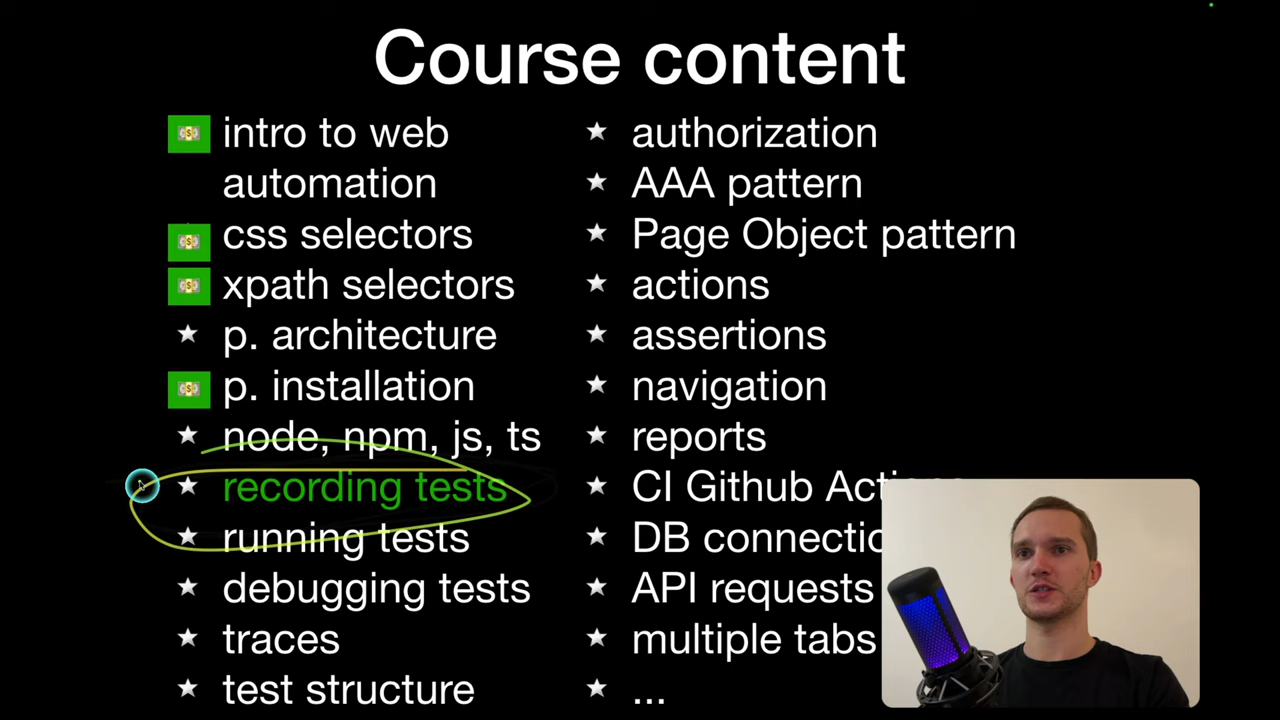 Course content
intro to web
automation
css selectors
xpath selectors
p. architecture
p. installation
node, npm, js, ts
recording tests
running tests
debugging tests
traces
test structure
authorization
AAA pattern
Page Object pattern
actions
assertions
navigation
reports
CI Github
DB
API requests
multiple tabs
...